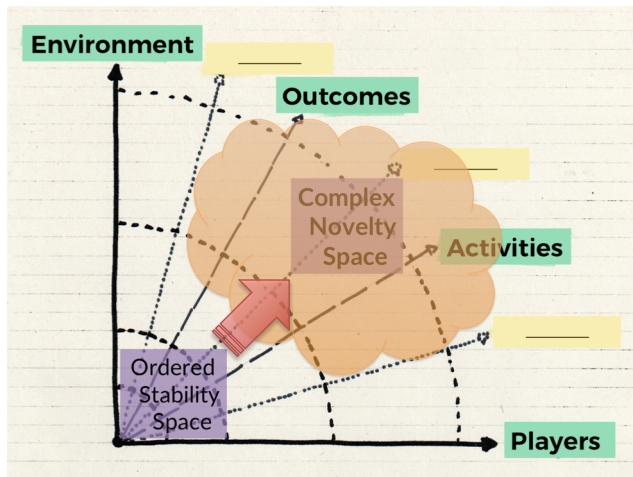 Environment
Outcomes
Complex
Novelty
Space
Activities
Ordered
Stability
Space
Players